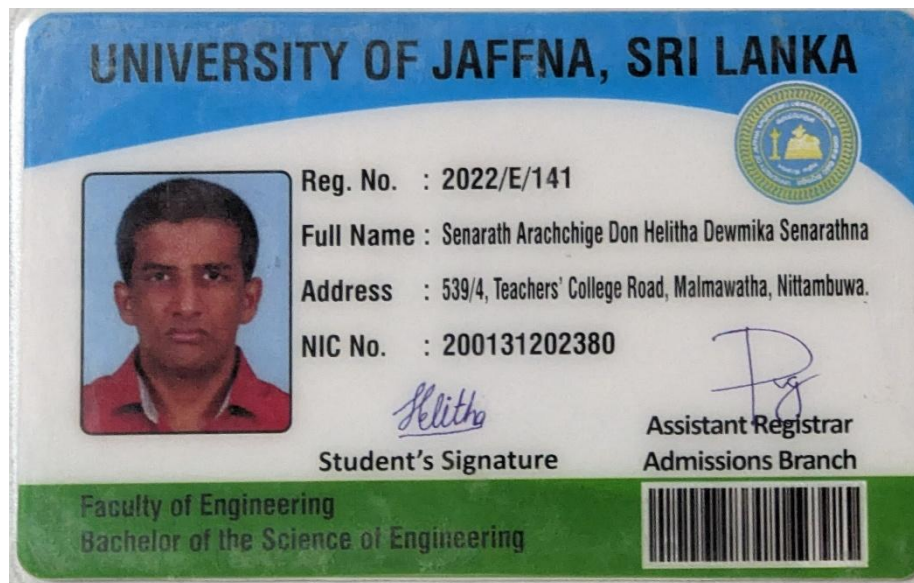 UNIVERSITY OF JAFFNA, SRI LANKA
Reg. No. : 2022/E/141
Full Name : Senarath Arachchige Don Helitha Dewmika Senarathna
Address : 539/4, Teachers' College Road, Malmawatha, Nittambuwa.
NIC No. : 200131202380
Helitha
Student's Signature
Assistant Registrar
Admissions Branch
Faculty of Engineering
Bachelor of the Science of Engineering